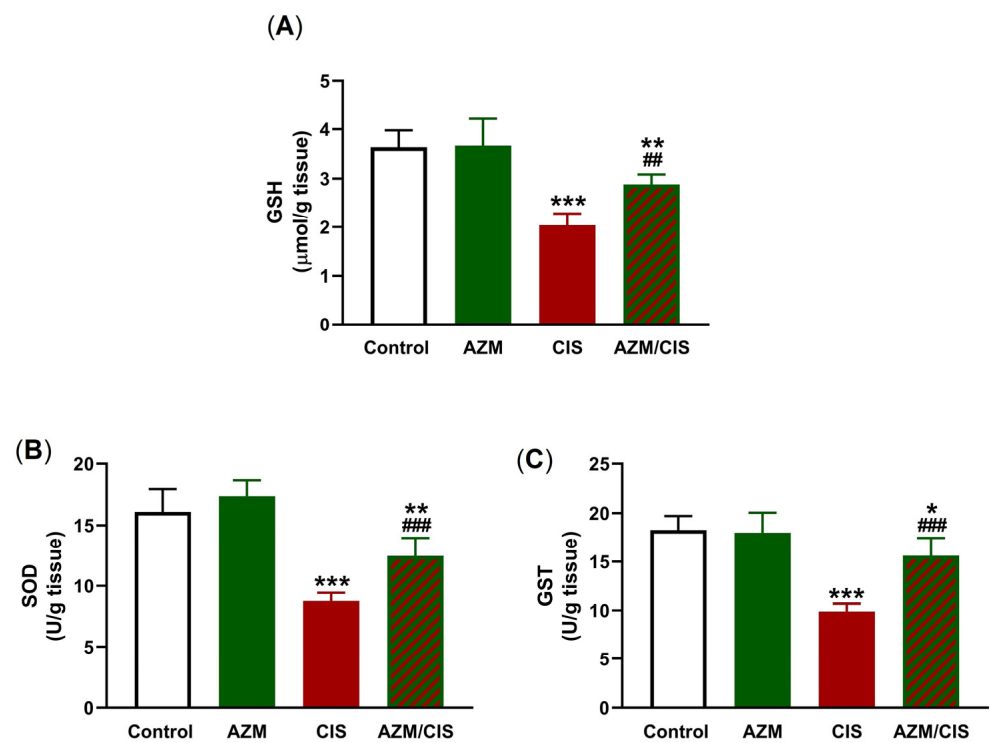 (A)
GSH
(μmol/g tissue)
5
4
3
2
1
0
***
**
##
Control AZM CIS AZM/CIS
(B)
SOD
(U/g tissue)
20
15
10
5
0
***
**
###
Control AZM CIS AZM/CIS
(C)
GST
(U/g tissue)
25
20
15
10
5
0
***
*
###
Control AZM CIS AZM/CIS